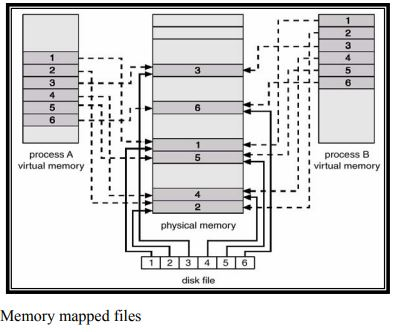 1
2
3
4
5
6
process A
virtual memory
3
6
1
5
4
2
physical memory
1
2
3
4
5
6
process B
virtual memory
1 2 3 4 5 6
disk file
Memory mapped files